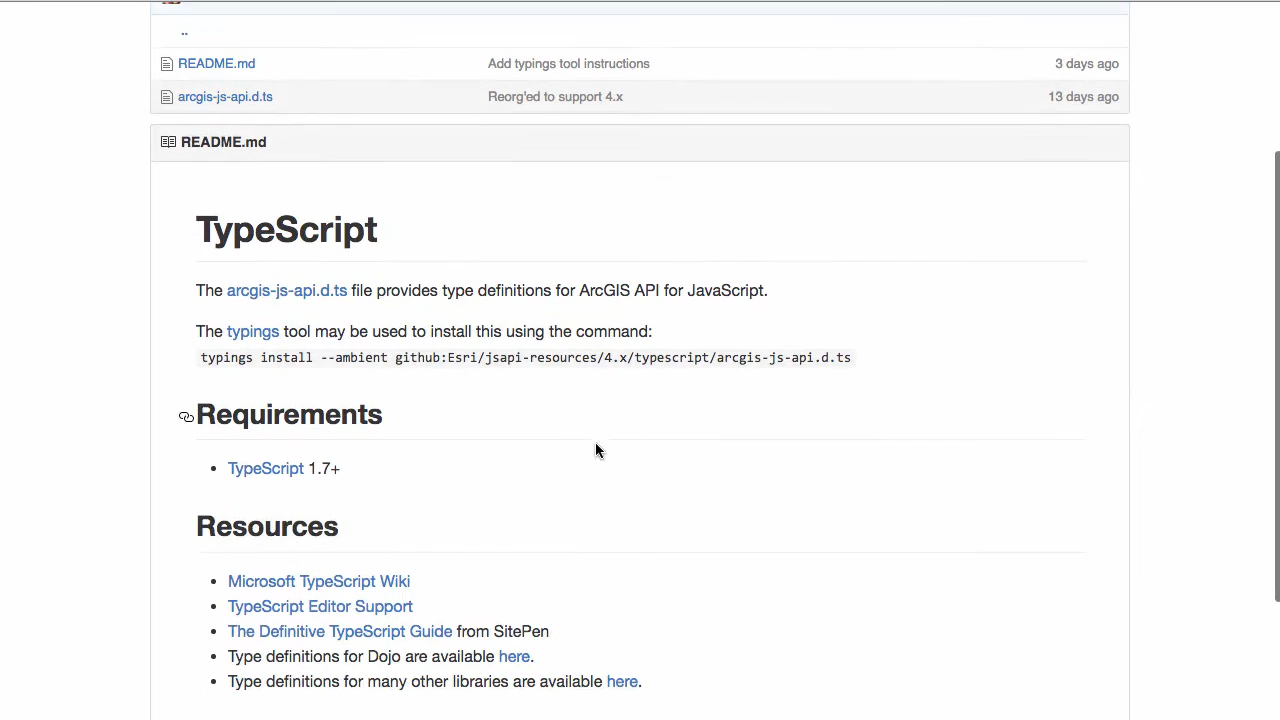 ..
README.md Add typings tool instructions 3 days ago
arcgis-js-api.d.ts Reorg'ed to support 4.x 13 days ago
README.md
TypeScript
The arcgis-js-api.d.ts file provides type definitions for ArcGIS API for JavaScript.
The typings tool may be used to install this using the command:
typings install --ambient github:Esri/jsapi-resources/4.x/typescript/arcgis-js-api.d.ts
Requirements
• TypeScript 1.7+
Resources
• Microsoft TypeScript Wiki
• TypeScript Editor Support
• The Definitive TypeScript Guide from SitePen
• Type definitions for Dojo are available here.
• Type definitions for many other libraries are available here.